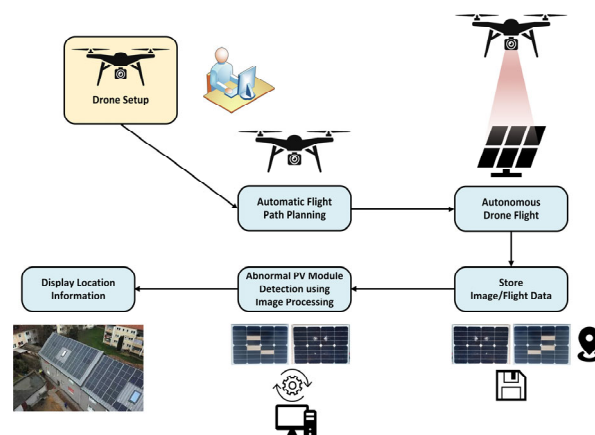 Drone Setup
Automatic Flight
Path Planning
Autonomous
Drone Flight
Display Location
Information
Abnormal PV Module
Detection using
Image Processing
Store
Image/Flight Data